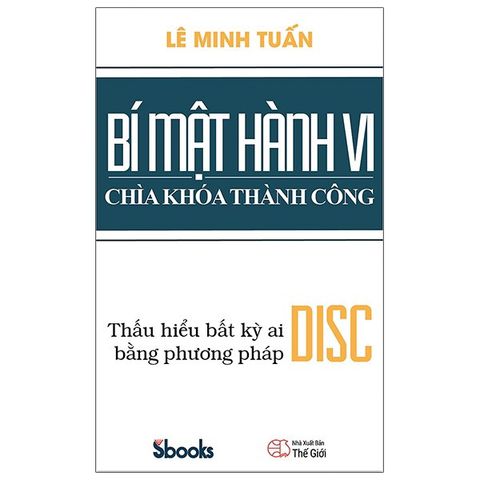 LÊ MINH TUẤN
BÍ MẬT HÀNH VI
CHÌA KHÓA THÀNH CÔNG
Thấu hiểu bất kỳ ai
bằng phương pháp
DISC
Sbooks
Nhà Xuất Bản
Thế Giới